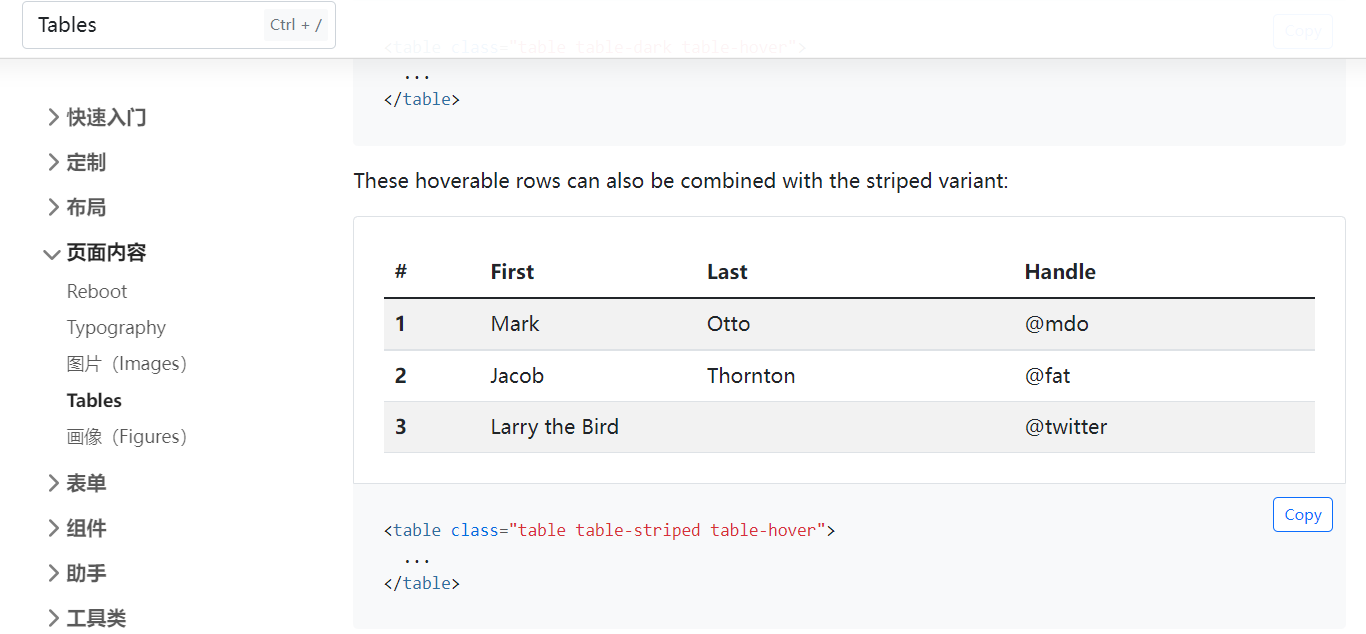 Tables
Ctrl + /
快速入门
定制
布局
页面内容
Reboot
Typography
图片（Images）
Tables
画像（Figures）
表单
组件
助手
工具类
Copy
<table class="table table-dark table-hover">
...
</table>
These hoverable rows can also be combined with the striped variant:
# First Last Handle
1 Mark Otto @mdo
2 Jacob Thornton @fat
3 Larry the Bird @twitter
Copy
<table class="table table-striped table-hover">
...
</table>